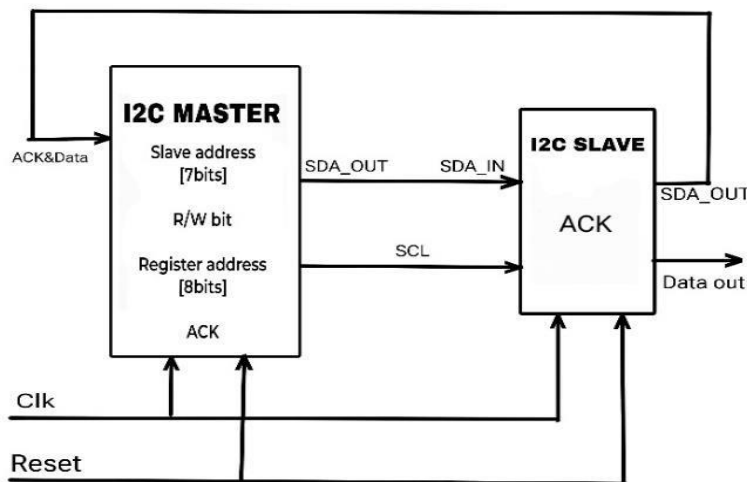 I2C MASTER
Slave address
[7bits]
R/W bit
Register address
[8bits]
ACK
ACK&Data
SDA_OUT
SDA_IN
SCL
I2C SLAVE
ACK
SDA_OUT
Data out
Clk
Reset